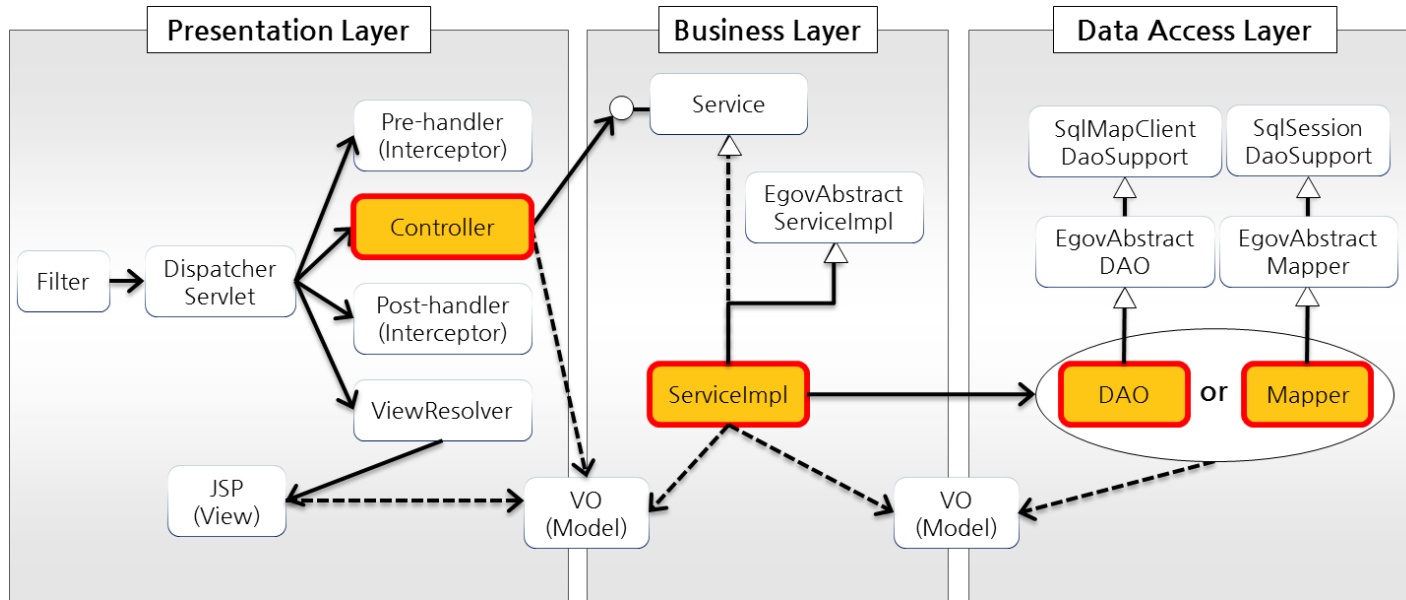 Presentation Layer
Business Layer
Data Access Layer
Pre-handler
(Interceptor)
Controller
Filter
Dispatcher
Servlet
Post-handler
(Interceptor)
ViewResolver
JSP
(View)
VO
(Model)
Service
EgovAbstract
ServiceImpl
ServiceImpl
VO
(Model)
SqlMapClient
DaoSupport
SqlSession
DaoSupport
EgovAbstract
DAO
EgovAbstract
Mapper
DAO
or
Mapper